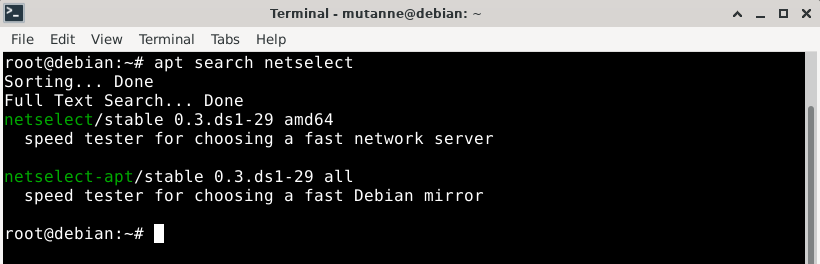 Terminal - mutanne@debian: ~
File Edit View Terminal Tabs Help
root@debian:~# apt search netselect
Sorting... Done
Full Text Search... Done
netselect/stable 0.3.ds1-29 amd64
  speed tester for choosing a fast network server

netselect-apt/stable 0.3.ds1-29 all
  speed tester for choosing a fast Debian mirror

root@debian:~#